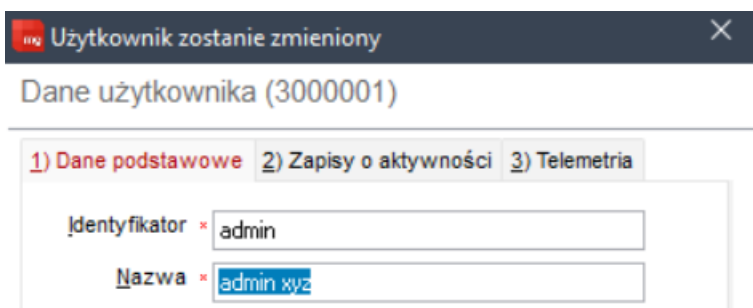 mg Użytkownik zostanie zmieniony
Dane użytkownika (3000001)
1) Dane podstawowe 2) Zapisy o aktywności 3) Telemetria
Identyfikator * admin
Nazwa * admin xyz